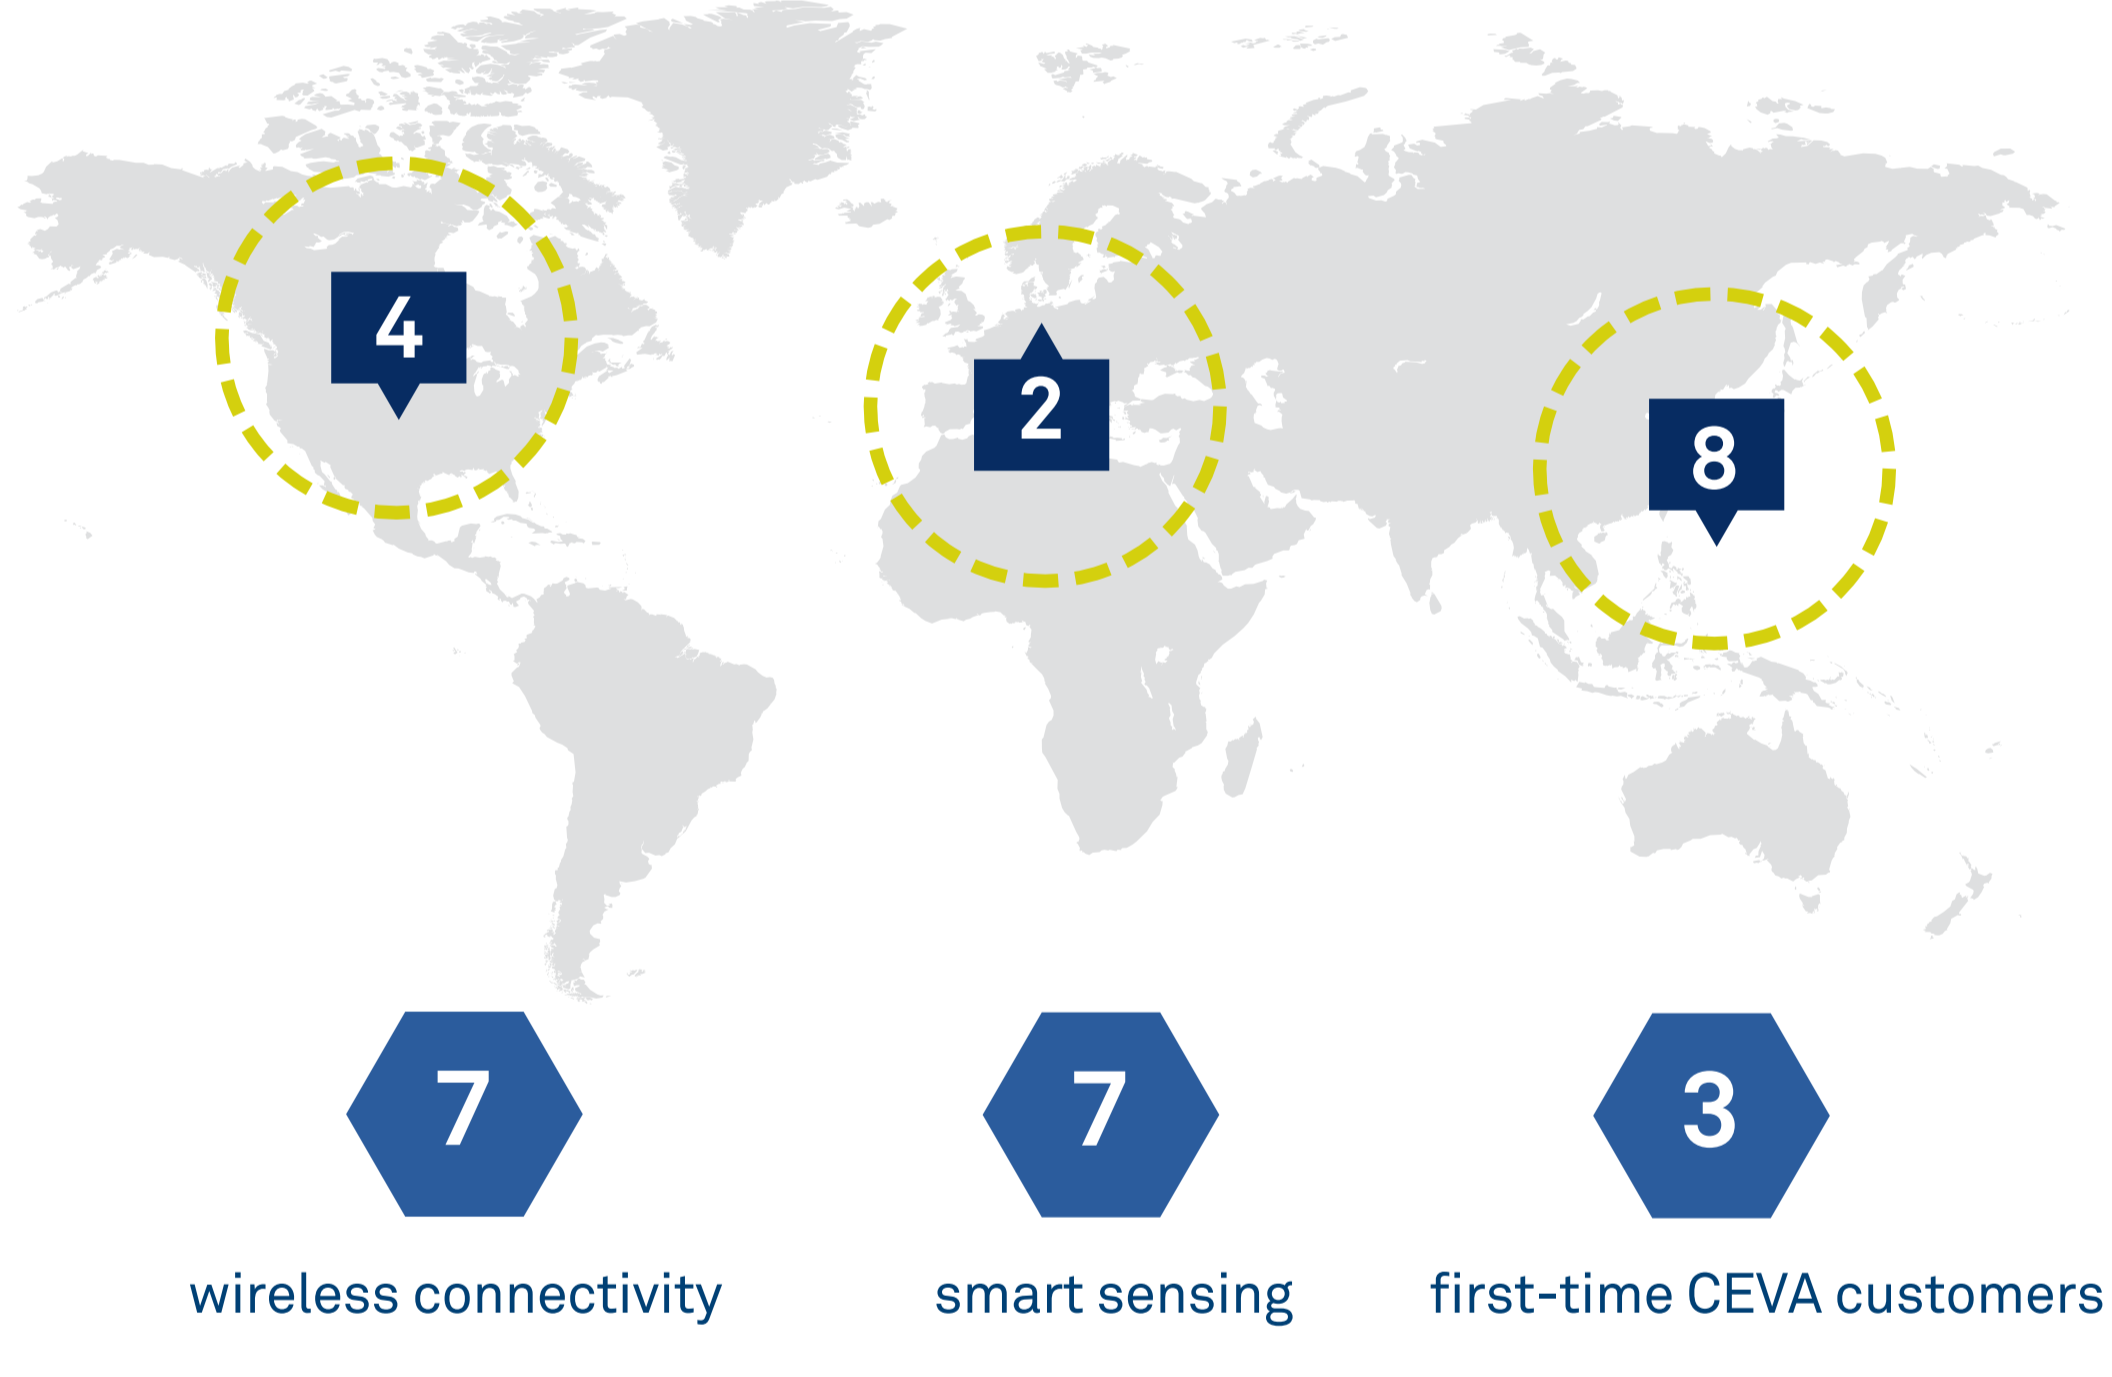 4
2
8
7
7
3
wireless connectivity
smart sensing
first-time CEVA customers